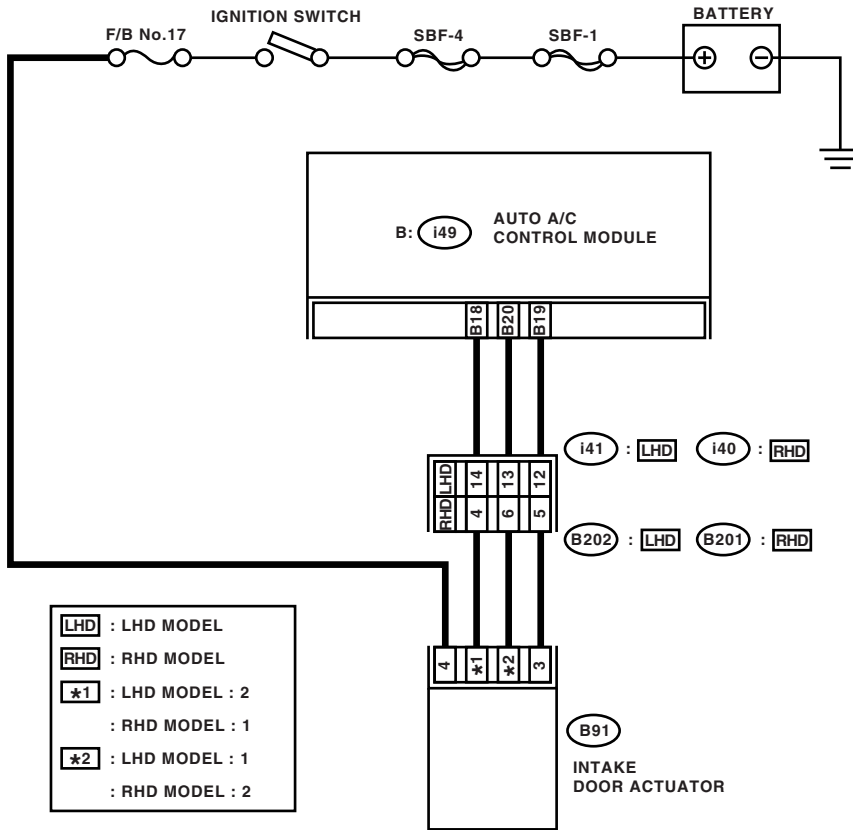 IGNITION SWITCH
BATTERY
F/B No.17
SBF-4
SBF-1
B: i49
AUTO A/C
CONTROL MODULE
B18 B20 B19
i41 : LHD i40 : RHD
LHD 14 13 12
RHD 4 6 5
B202 : LHD B201 : RHD
LHD : LHD MODEL
RHD : RHD MODEL
*1 : LHD MODEL : 2
: RHD MODEL : 1
*2 : LHD MODEL : 1
: RHD MODEL : 2
4 *1 *2 3
B91
INTAKE
DOOR ACTUATOR